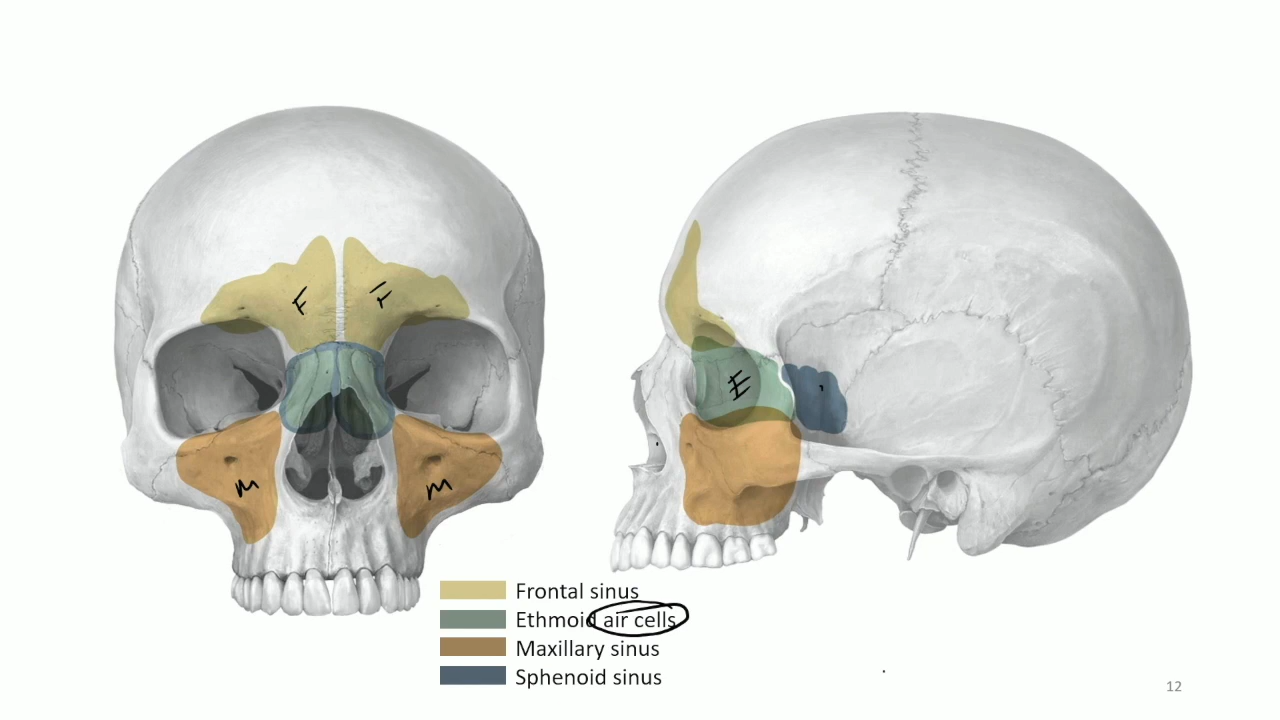 F F
E
M M
Frontal sinus
Ethmoid air cells
Maxillary sinus
Sphenoid sinus
12